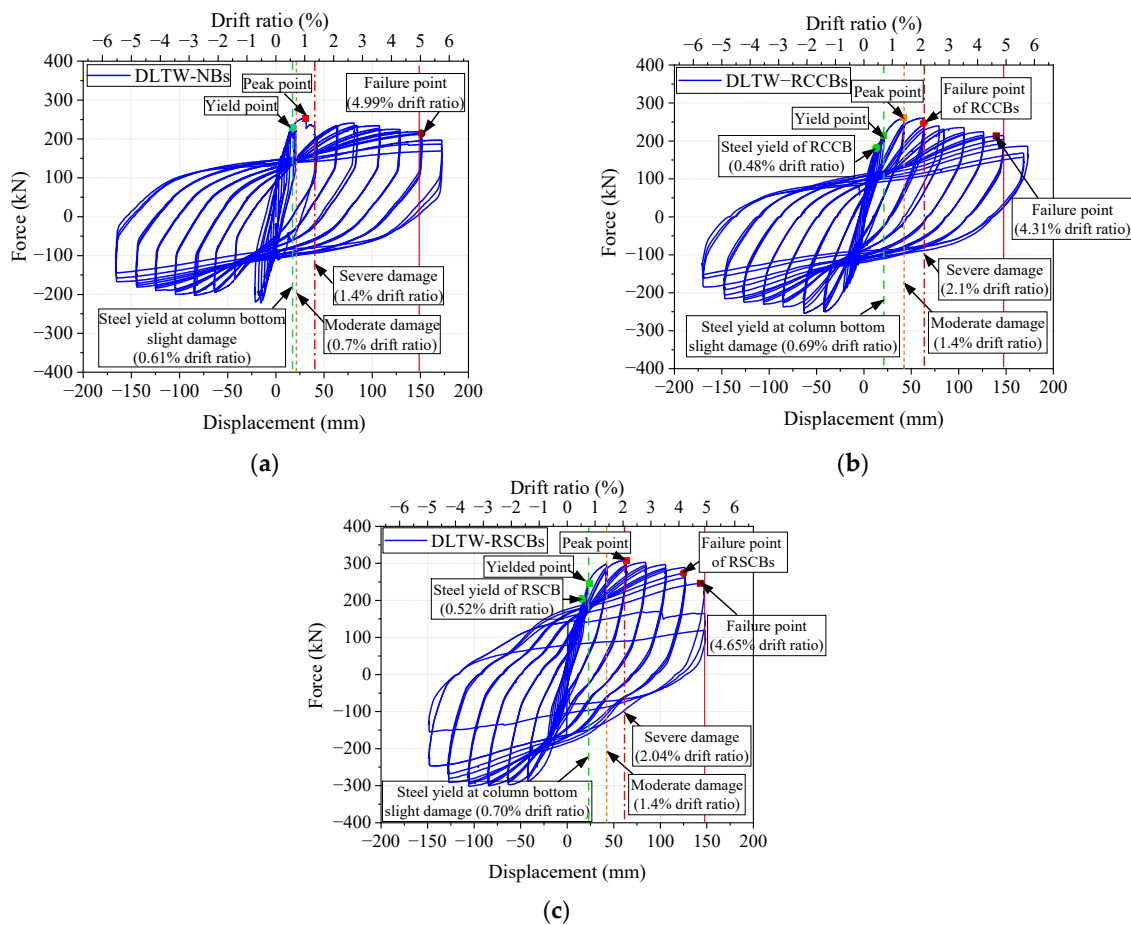 (a)
Drift ratio (%)
−6 −5 −4 −3 −2 −1 0 1 2 3 4 5 6
DLTW-NBs
Peak point
Yield point
Failure point
(4.99% drift ratio)
Severe damage
(1.4% drift ratio)
Steel yield at column bottom
slight damage
(0.61% drift ratio)
Moderate damage
(0.7% drift ratio)
Force (kN)
400
300
200
100
0
−100
−200
−300
−400
−200 −150 −100 −50 0 50 100 150 200
Displacement (mm)
Drift ratio (%)
−6 −5 −4 −3 −2 −1 0 1 2 3 4 5 6
DLTW−RCCBs
Peak point
Yield point
Steel yield of RCCB
(0.48% drift ratio)
Failure point
of RCCBs
Failure point
(4.31% drift ratio)
Severe damage
(2.1% drift ratio)
Steel yield at column bottom
slight damage (0.69% drift ratio)
Moderate damage
(1.4% drift ratio)
Force (kN)
400
300
200
100
0
−100
−200
−300
−400
−200 −150 −100 −50 0 50 100 150 200
Displacement (mm)
(b)
Drift ratio (%)
−6 −5 −4 −3 −2 −1 0 1 2 3 4 5 6
DLTW-RSCBs
Peak point
Yielded point
Steel yield of RSCB
(0.52% drift ratio)
Failure point
of RSCBs
Failure point
(4.65% drift ratio)
Severe damage
(2.04% drift ratio)
Steel yield at column bottom
slight damage (0.70% drift ratio)
Moderate damage
(1.4% drift ratio)
Force (kN)
400
300
200
100
0
−100
−200
−300
−400
−200 −150 −100 −50 0 50 100 150 200
Displacement (mm)
(c)